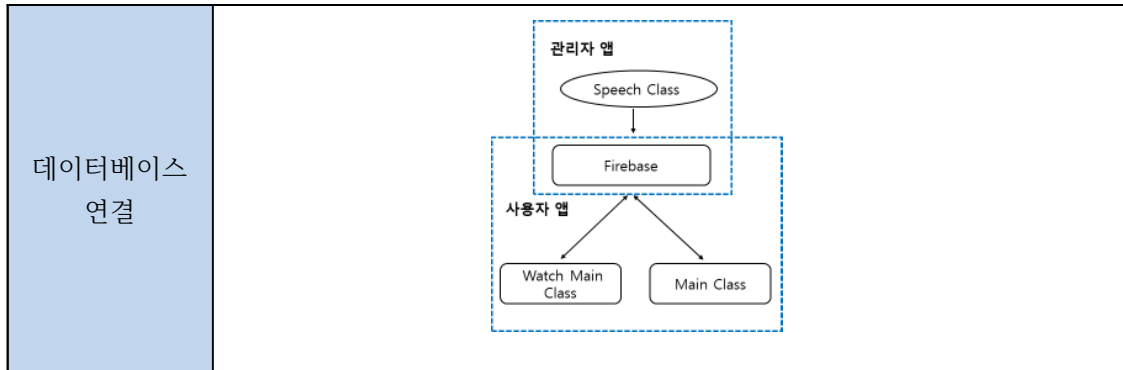 데이터베이스
연결
관리자 앱
Speech Class
Firebase
사용자 앱
Watch Main
Class
Main Class